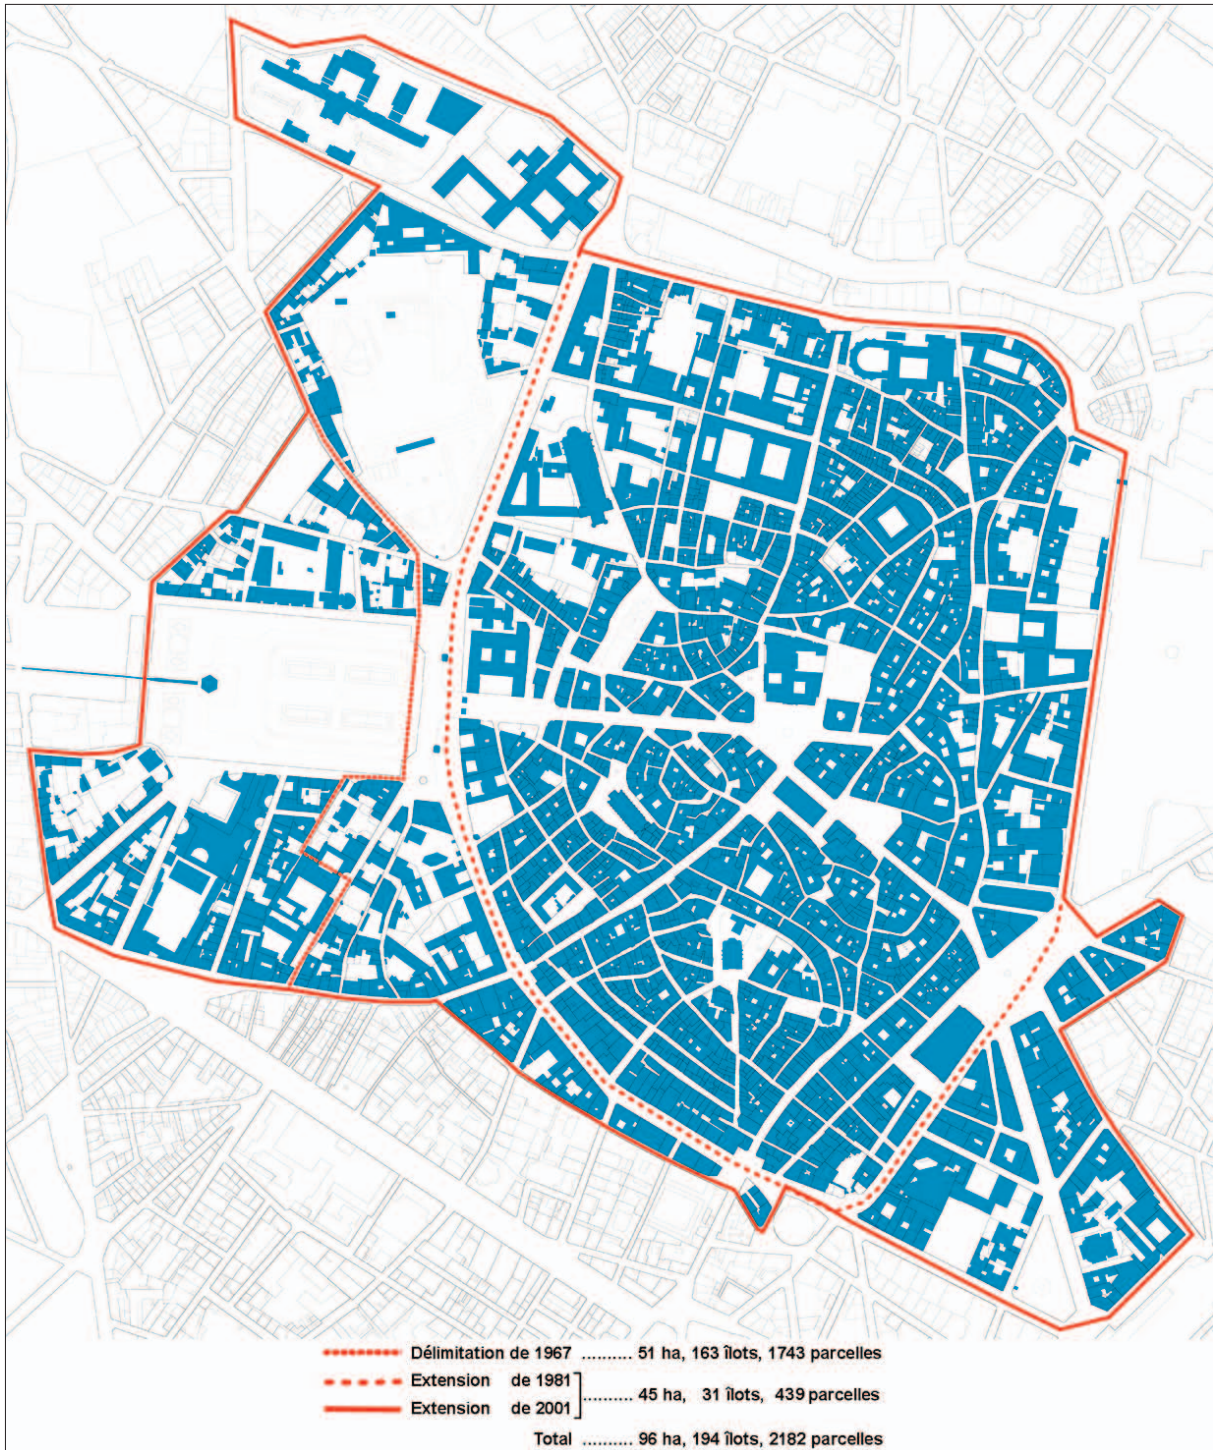 Délimitation de 1967 .......... 51 ha, 163 îlots, 1743 parcelles
Extension de 1981
.......... 45 ha, 31 îlots, 439 parcelles
Extension de 2001
Total .......... 96 ha, 194 îlots, 2182 parcelles